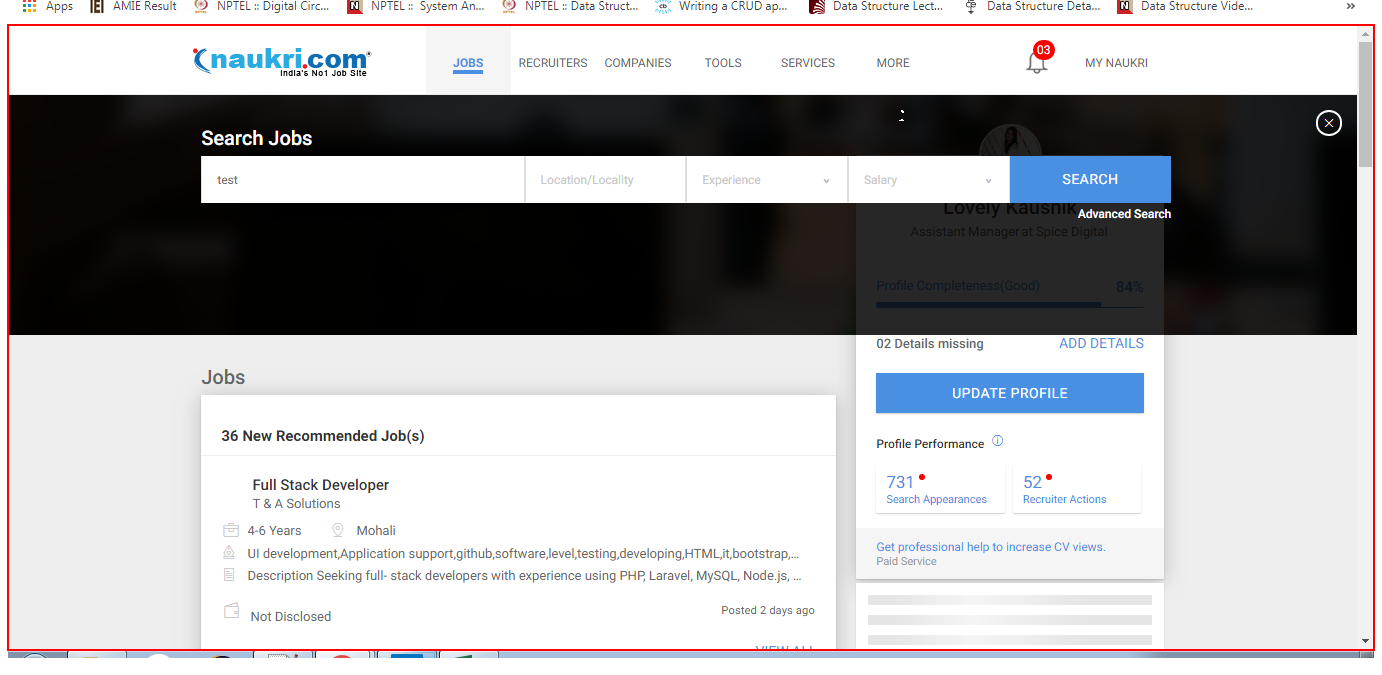 Apps AMIE Result NPTEL :: Digital Circ... NPTEL :: System An... NPTEL :: Data Struct... Writing a CRUD ap... Data Structure Lect... Data Structure Deta... Data Structure Vide... »
naukri.com
India's No1 Job Site
JOBS RECRUITERS COMPANIES TOOLS SERVICES MORE 03 MY NAUKRI
Search Jobs
test Location/Locality Experience Salary SEARCH
Advanced Search
Lovely Kaushik
Assistant Manager at Spice Digital
Profile Completeness(Good) 84%
02 Details missing ADD DETAILS
UPDATE PROFILE
Profile Performance
731 52
Search Appearances Recruiter Actions
Get professional help to increase CV views.
Paid Service
Jobs
36 New Recommended Job(s)
Full Stack Developer
T & A Solutions
4-6 Years Mohali
UI development,Application support,github,software,level,testing,developing,HTML,it,bootstrap,...
Description Seeking full- stack developers with experience using PHP, Laravel, MySQL, Node.js, ...
Not Disclosed Posted 2 days ago
VIEW ALL